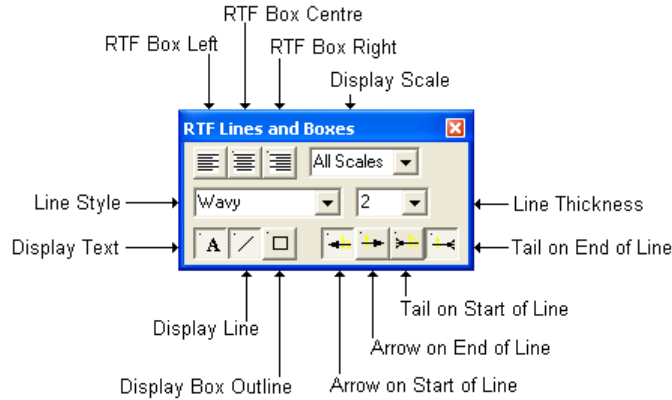 RTF Box Centre
RTF Box Left
RTF Box Right
Display Scale
RTF Lines and Boxes
All Scales
Line Style
Wavy
2
Line Thickness
Display Text
A
Tail on End of Line
Tail on Start of Line
Display Line
Arrow on End of Line
Display Box Outline
Arrow on Start of Line